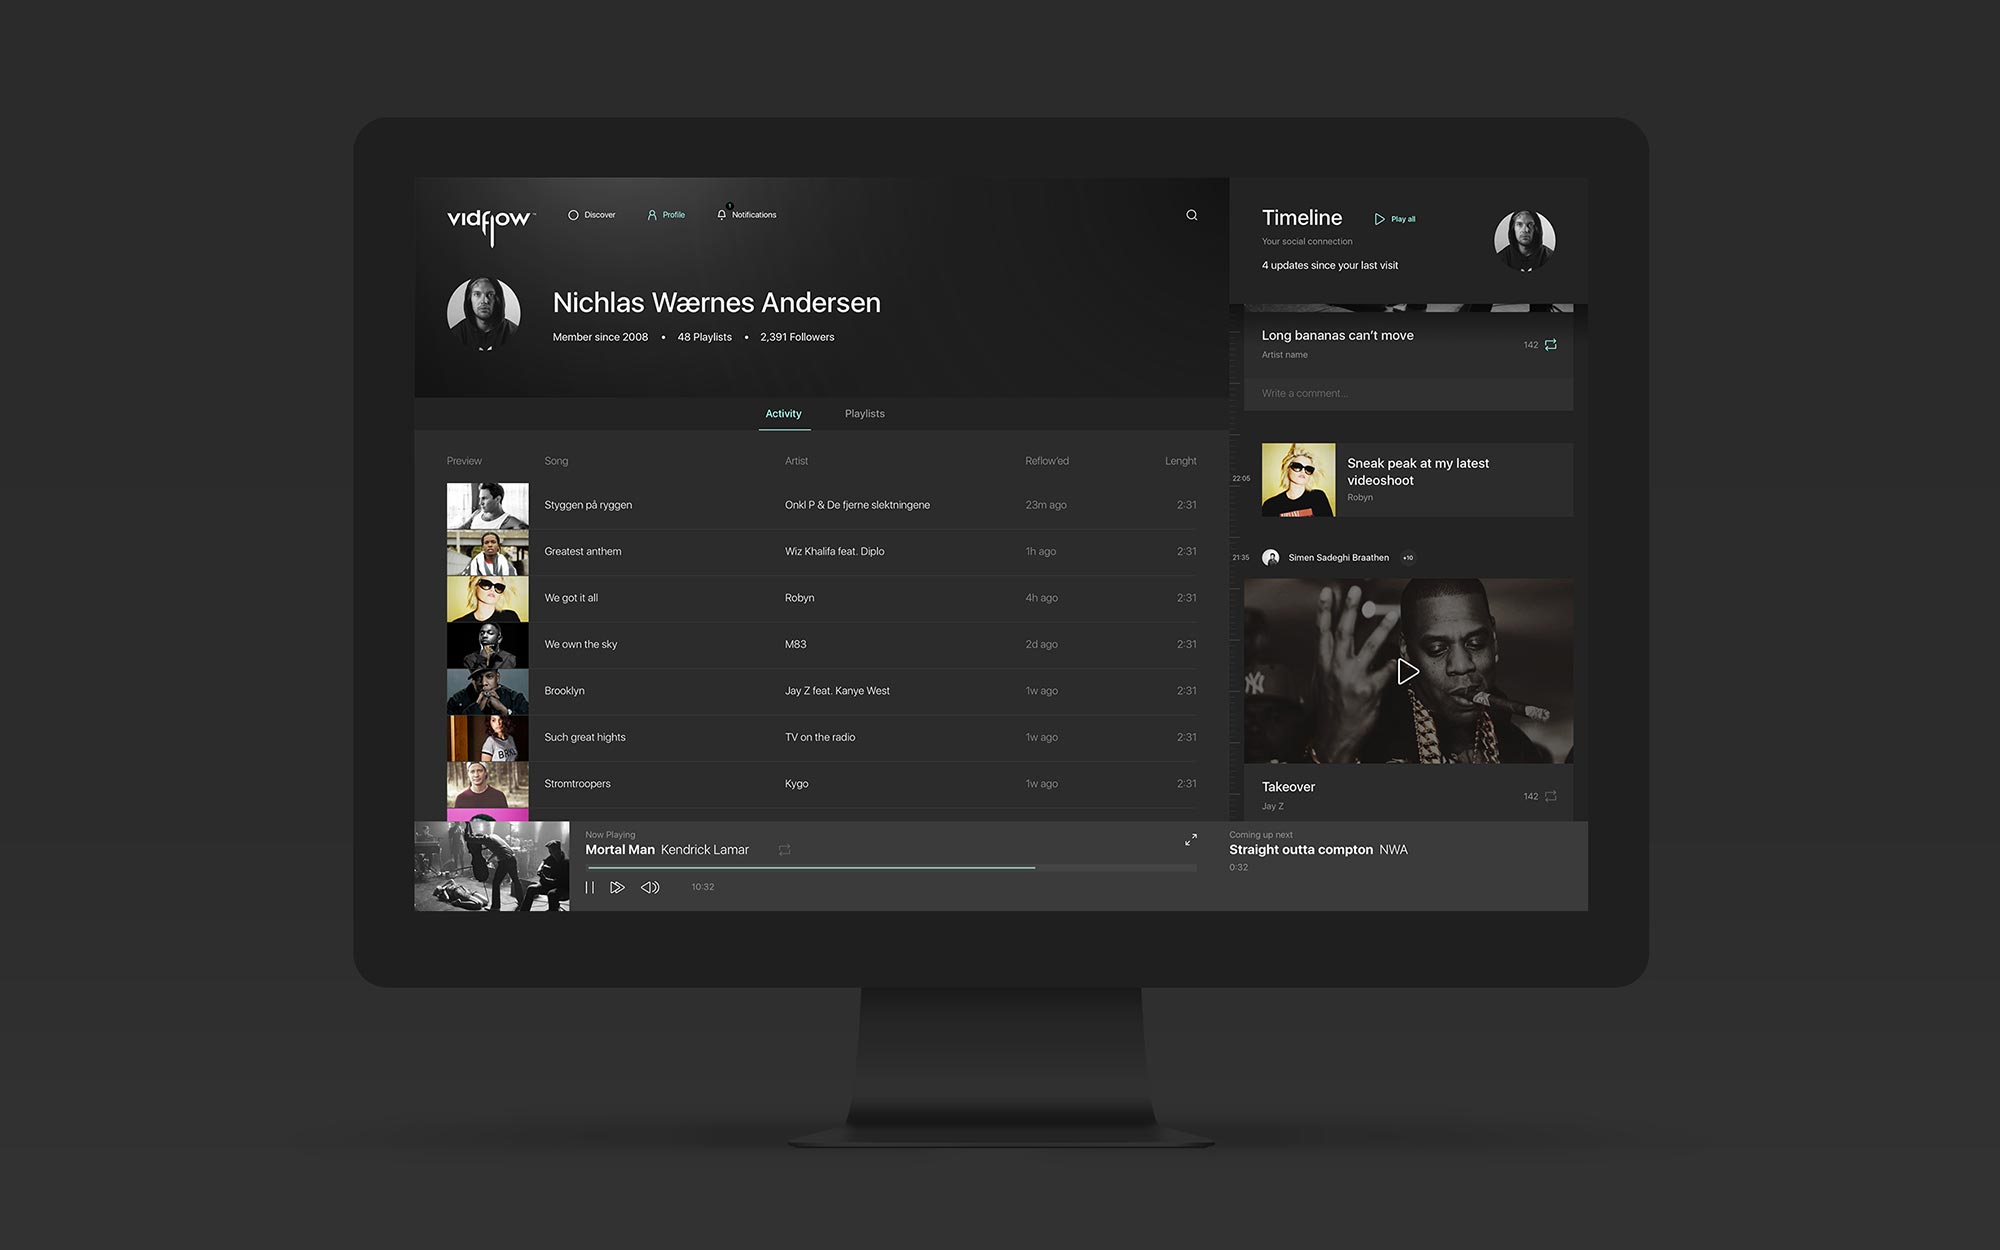 vidflow™
Discover
Profile
1
Notifications
Nichlas Wærnes Andersen
Member since 2008 • 48 Playlists • 2,391 Followers
Activity
Playlists
Preview Song Artist Reflow'ed Lenght
Styggen på ryggen Onkl P & De fjerne slektningene 23m ago 2:31
Greatest anthem Wiz Khalifa feat. Diplo 1h ago 2:31
We got it all Robyn 4h ago 2:31
We own the sky M83 2d ago 2:31
Brooklyn Jay Z feat. Kanye West 1w ago 2:31
Such great hights TV on the radio 1w ago 2:31
Stromtroopers Kygo 1w ago 2:31
Timeline
Play all
Your social connection
4 updates since your last visit
Long bananas can't move
Artist name
142
Write a comment...
22:05
Sneak peak at my latest
videoshoot
Robyn
21:35
Simen Sadeghi Braathen
+10
Takeover
Jay Z
142
Now Playing
Mortal Man Kendrick Lamar
10:32
Coming up next
Straight outta compton NWA
0:32